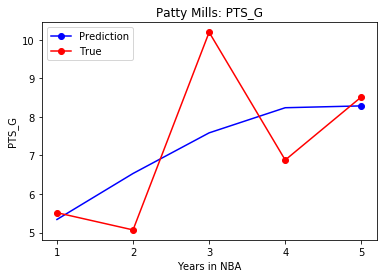 Patty Mills: PTS_G
Prediction
True
PTS_G
10
9
8
7
6
5
1 2 3 4 5
Years in NBA